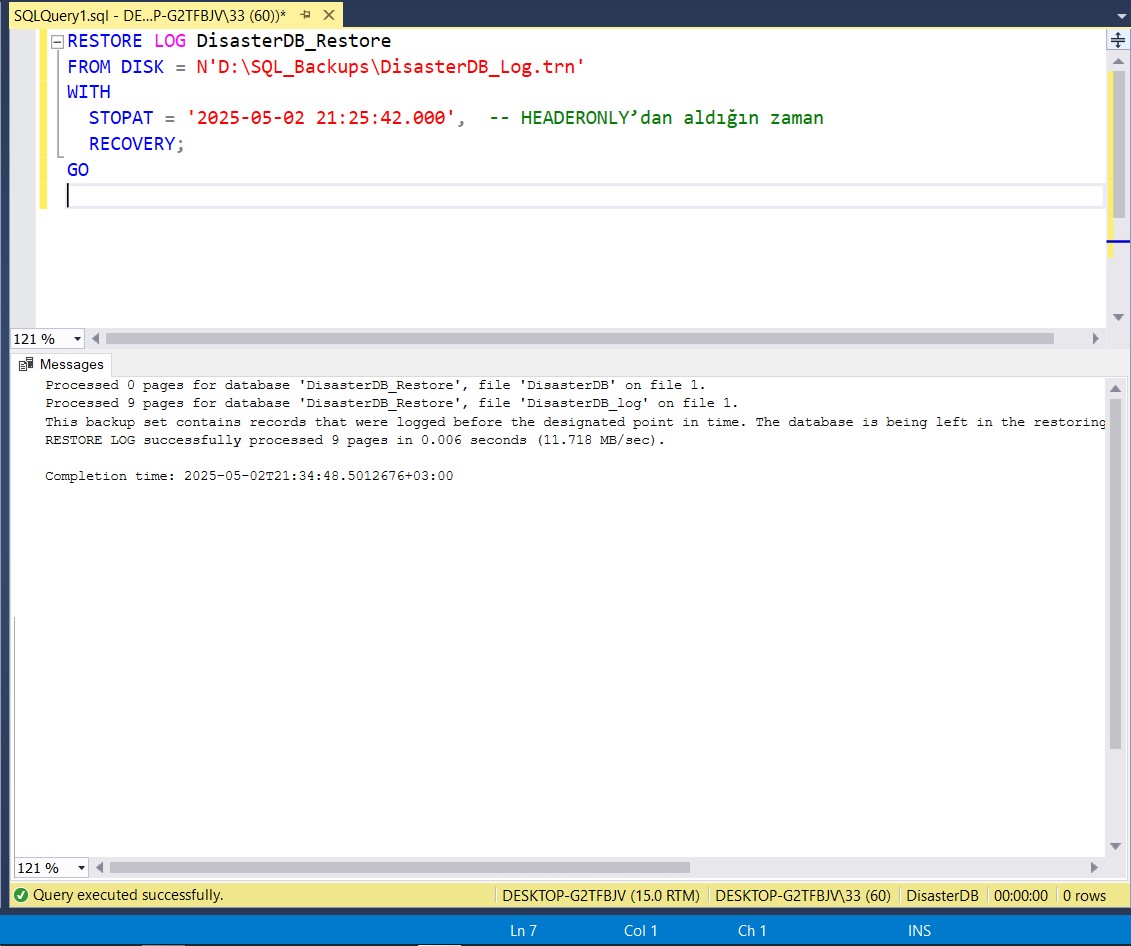 SQLQuery1.sql - DE...P-G2TFBJV\33 (60))*
RESTORE LOG DisasterDB_Restore
FROM DISK = N'D:\SQL_Backups\DisasterDB_Log.trn'
WITH
STOPAT = '2025-05-02 21:25:42.000', -- HEADERONLY’dan aldığın zaman
RECOVERY;
GO
121 %
Messages
Processed 0 pages for database 'DisasterDB_Restore', file 'DisasterDB' on file 1.
Processed 9 pages for database 'DisasterDB_Restore', file 'DisasterDB_log' on file 1.
This backup set contains records that were logged before the designated point in time. The database is being left in the restoring
RESTORE LOG successfully processed 9 pages in 0.006 seconds (11.718 MB/sec).
Completion time: 2025-05-02T21:34:48.5012676+03:00
121 %
Query executed successfully. DESKTOP-G2TFBJV (15.0 RTM) DESKTOP-G2TFBJV\33 (60) DisasterDB 00:00:00 0 rows
Ln 7 Col 1 Ch 1 INS